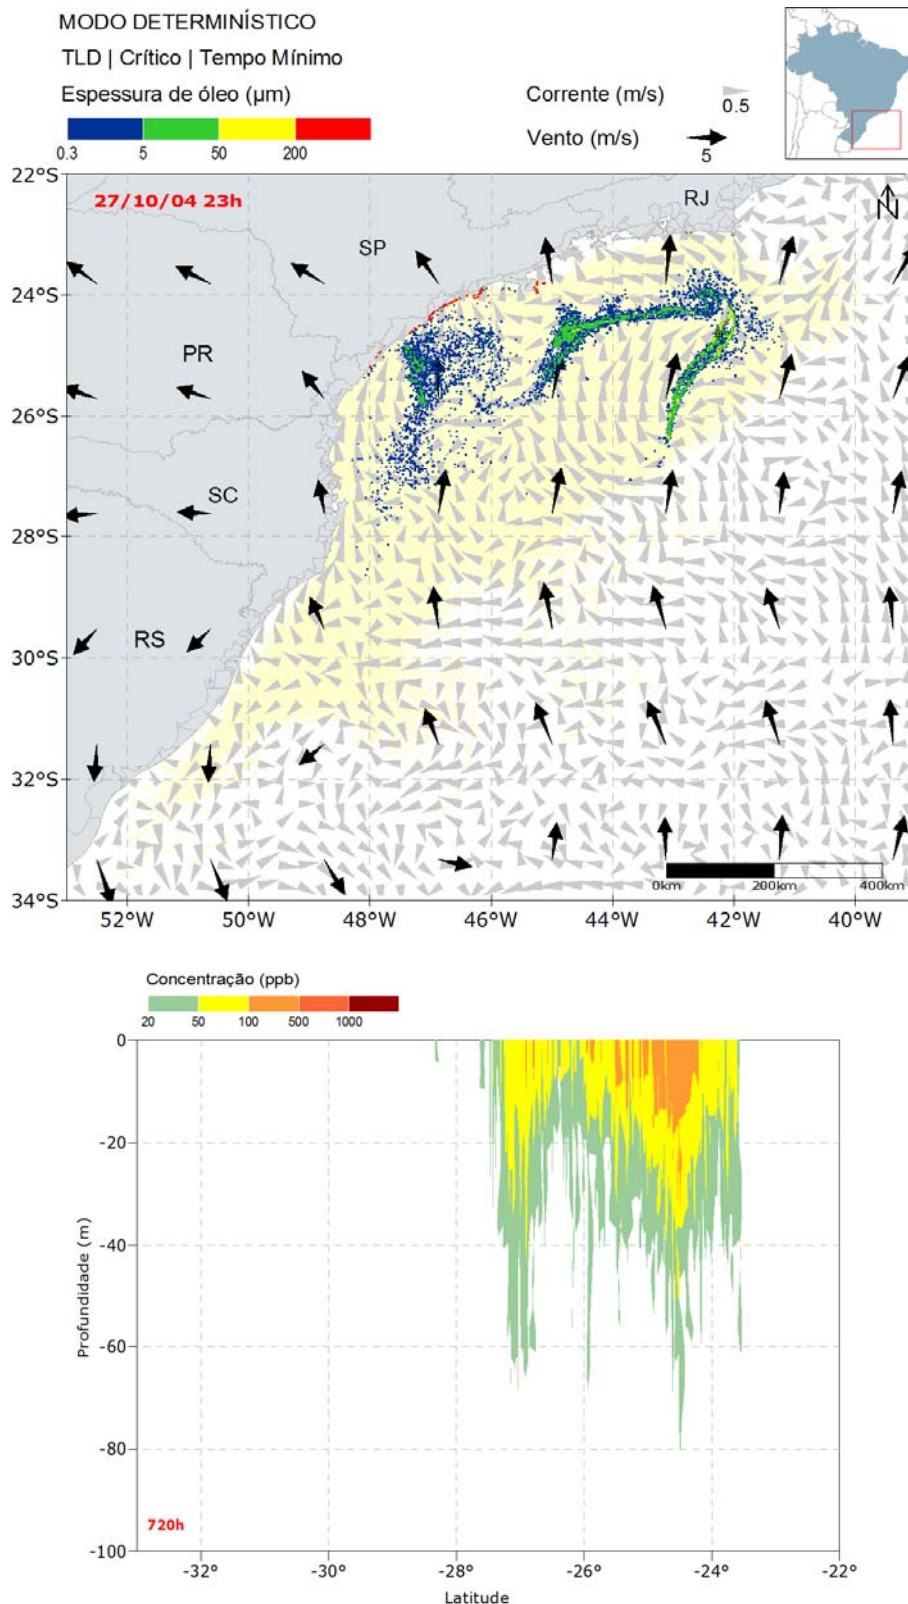 MODO DETERMINÍSTICO
TLD | Crítico | Tempo Mínimo
Espessura de óleo (µm)
0.3 5 50 200
Corrente (m/s) 0.5
Vento (m/s) 5
27/10/04 23h
RJ
N
SP
PR
SC
RS
22°S
24°S
26°S
28°S
30°S
32°S
34°S
0km 200km 400km
52°W 50°W 48°W 46°W 44°W 42°W 40°W
Concentração (ppb)
20 50 100 500 1000
0
-20
-40
-60
-80
-100
Profundidade (m)
720h
-32° -30° -28° -26° -24° -22°
Latitude